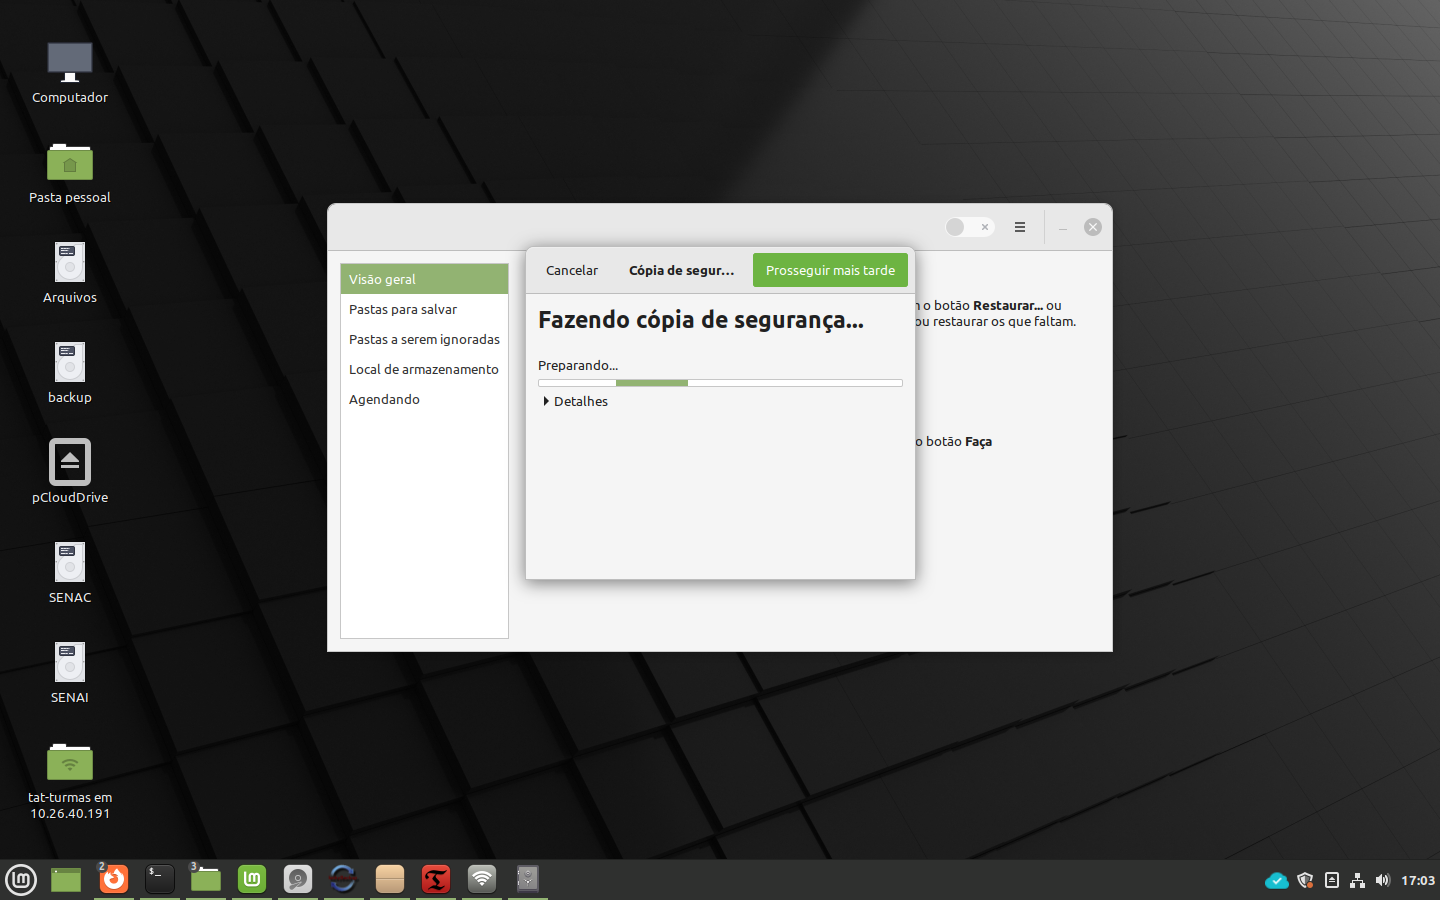 Computador
Pasta pessoal
Arquivos
backup
pCloudDrive
SENAC
SENAI
tat-turmas em
10.26.40.191
Visão geral
Pastas para salvar
Pastas a serem ignoradas
Local de armazenamento
Agendando
Cancelar
Cópia de segur...
Prosseguir mais tarde
Fazendo cópia de segurança...
Preparando...
Detalhes
o botão Restaurar... ou
ou restaurar os que faltam.
o botão Faça
2
$_
3
17:03